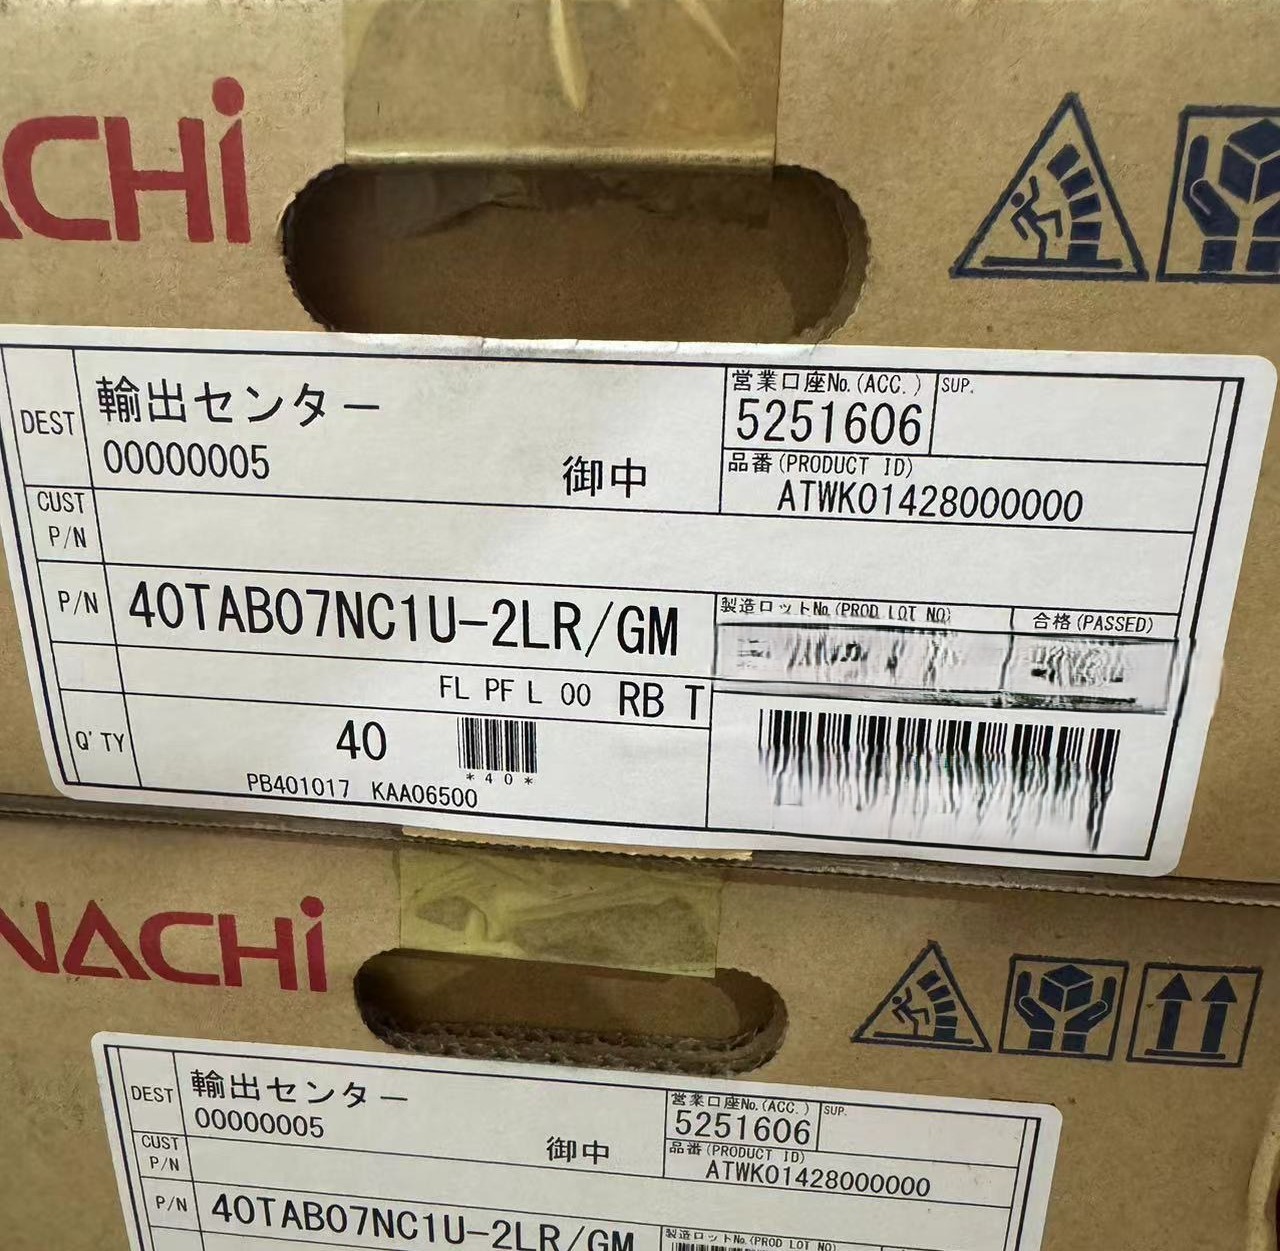 ACHi
DEST
輸出センター
00000005
御中
営業口座No.(ACC.)
5251606
SUP.
品番(PRODUCT ID)
ATWK01428000000
CUST
P/N
P/N
40TAB07NC1U-2LR/GM
製造ロットNo.(PROD LOT NO)
合格(PASSED)
FL PF L 00 RB T
Q'TY
40
*40*
PB401017 KAA06500
NACHi
DEST
輸出センター
00000005
御中
営業口座No.(ACC.)
5251606
SUP.
品番(PRODUCT ID)
ATWK01428000000
CUST
P/N
P/N
40TAB07NC1U-2LR/GM
製造ロットNo.(PROD LOT NO)